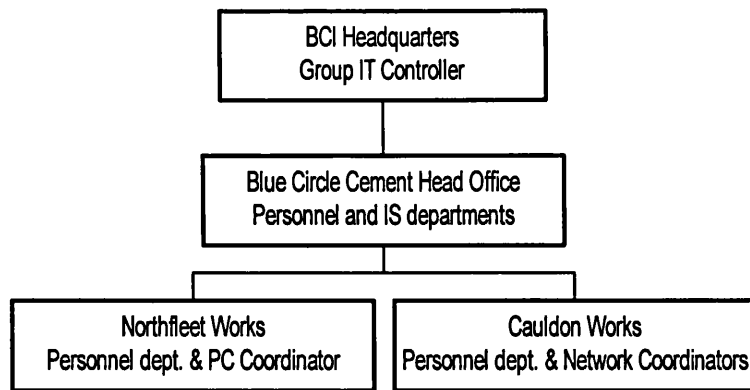 BCI Headquarters
Group IT Controller
Blue Circle Cement Head Office
Personnel and IS departments
Northfleet Works
Personnel dept. & PC Coordinator
Cauldon Works
Personnel dept. & Network Coordinators